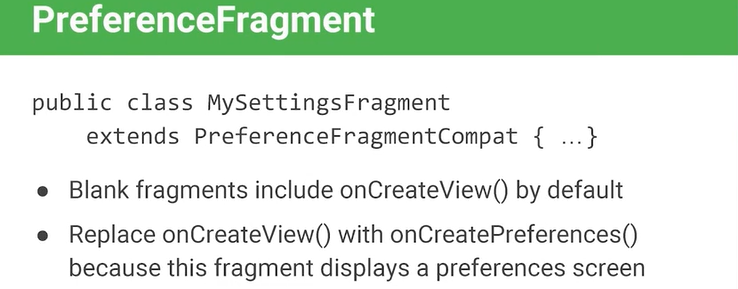 PreferenceFragment
public class MySettingsFragment
extends PreferenceFragmentCompat { …}
● Blank fragments include onCreateView() by default
● Replace onCreateView() with onCreatePreferences()
because this fragment displays a preferences screen